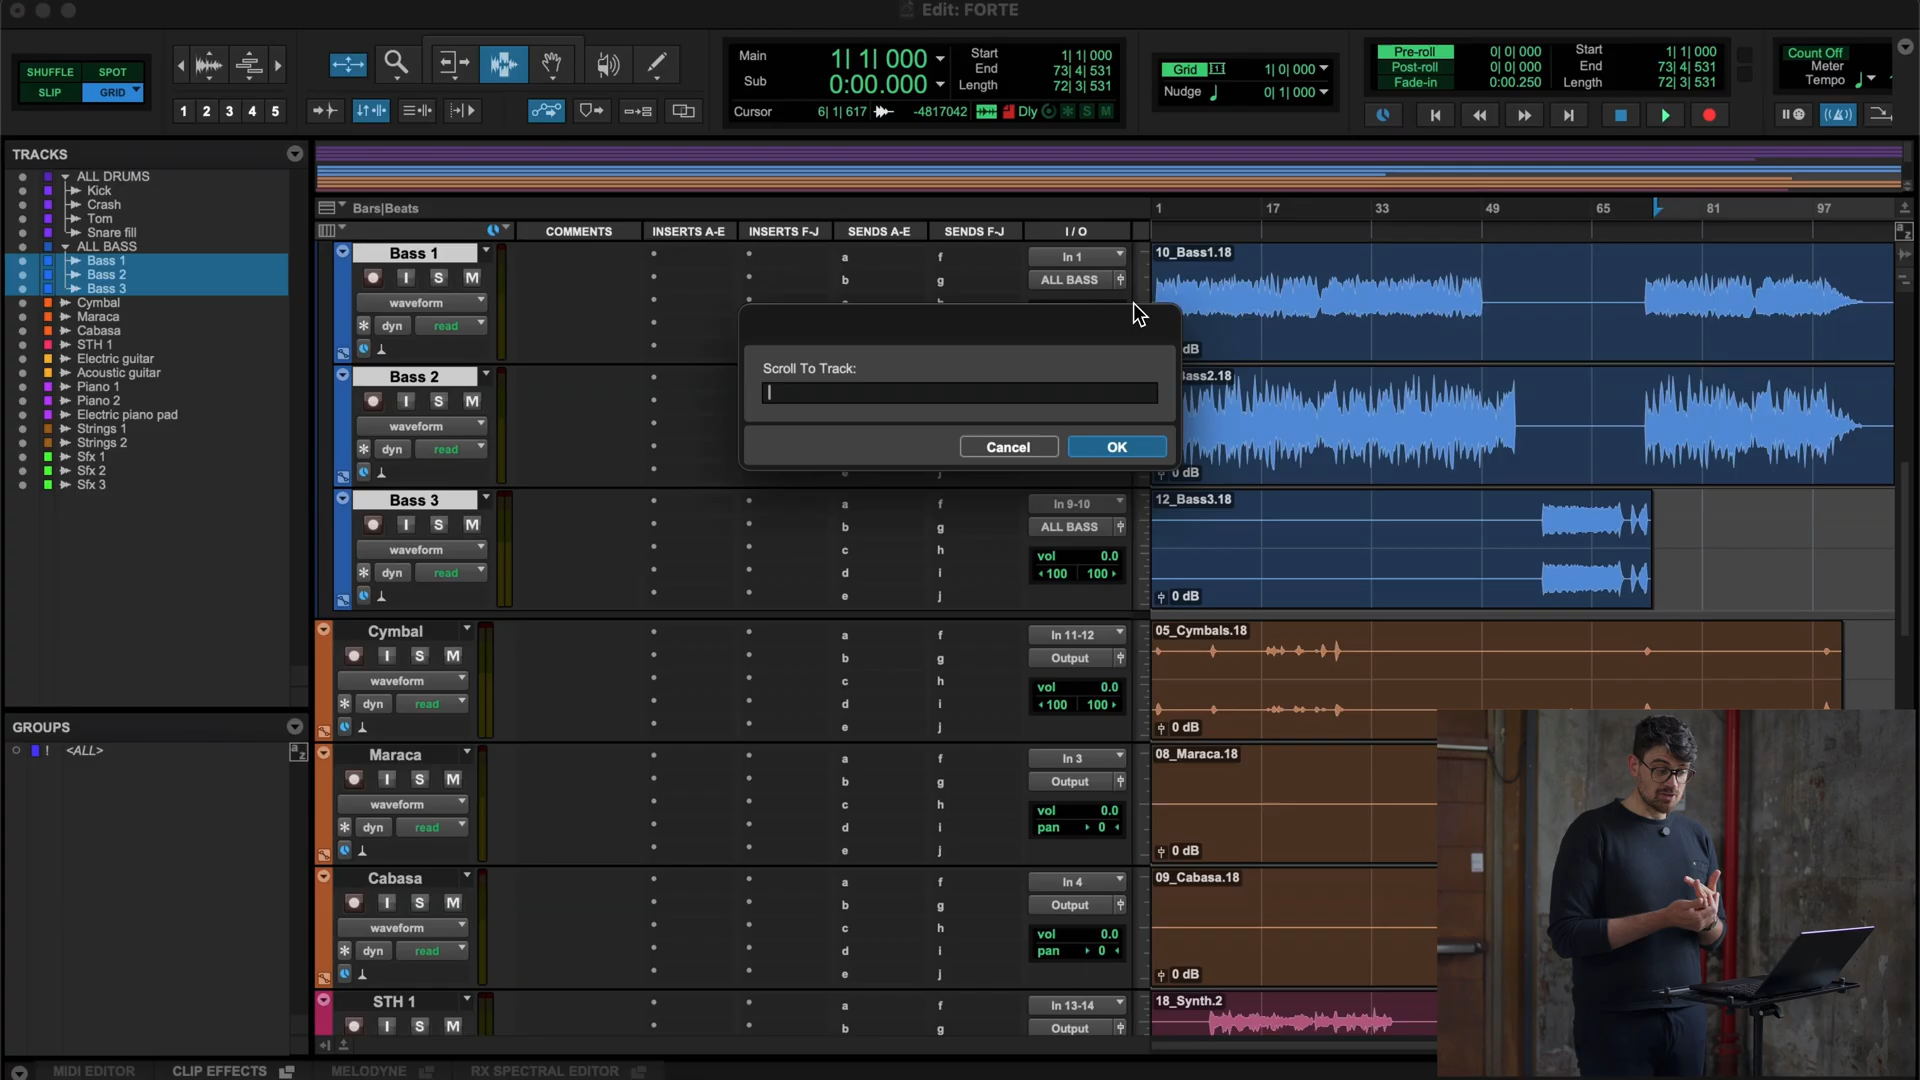 Edit: FORTE
SHUFFLE SPOT
SLIP GRID
1 2 3 4 5
Main 1| 1| 000
Sub 0:00.000
Start 1| 1| 000
End 73| 4| 531
Length 72| 3| 531
Cursor 6| 1| 617 -4817042 Dly S M
Grid 1| 0| 000
Nudge 0| 1| 000
Pre-roll 0| 0| 000
Post-roll 0| 0| 000
Fade-in 0:00.250
Start 1| 1| 000
End 73| 4| 531
Length 72| 3| 531
Count Off
Meter
Tempo
TRACKS
ALL DRUMS
Kick
Crash
Tom
Snare fill
ALL BASS
Bass 1
Bass 2
Bass 3
Cymbal
Maraca
Cabasa
STH 1
Electric guitar
Acoustic guitar
Piano 1
Piano 2
Electric piano pad
Strings 1
Strings 2
Sfx 1
Sfx 2
Sfx 3
GROUPS
! <ALL>
a z
Bars|Beats
1 17 33 49 65 81 97
COMMENTS INSERTS A-E INSERTS F-J SENDS A-E SENDS F-J I / O
a z
Bass 1
I S M
waveform
dyn read
a f In 1
b g ALL BASS
10_Bass1.18
dB
Scroll To Track:
Cancel OK
Bass 2
I S M
waveform
dyn read
Bass2.18
0 dB
Bass 3
I S M
waveform
dyn read
a f In 9-10
b g ALL BASS
c h vol 0.0
d i 100 100
e j
12_Bass3.18
0 dB
Cymbal
I S M
waveform
dyn read
a f In 11-12
b g Output
c h vol 0.0
d i 100 100
e j
05_Cymbals.18
0 dB
Maraca
I S M
waveform
dyn read
a f In 3
b g Output
c h vol 0.0
d i pan 0
e j
08_Maraca.18
0 dB
Cabasa
I S M
waveform
dyn read
a f In 4
b g Output
c h vol 0.0
d i pan 0
e j
09_Cabasa.18
0 dB
STH 1
I S M
a f In 13-14
b g Output
18_Synth.2
MIDI EDITOR CLIP EFFECTS MELODYNE RX SPECTRAL EDITOR